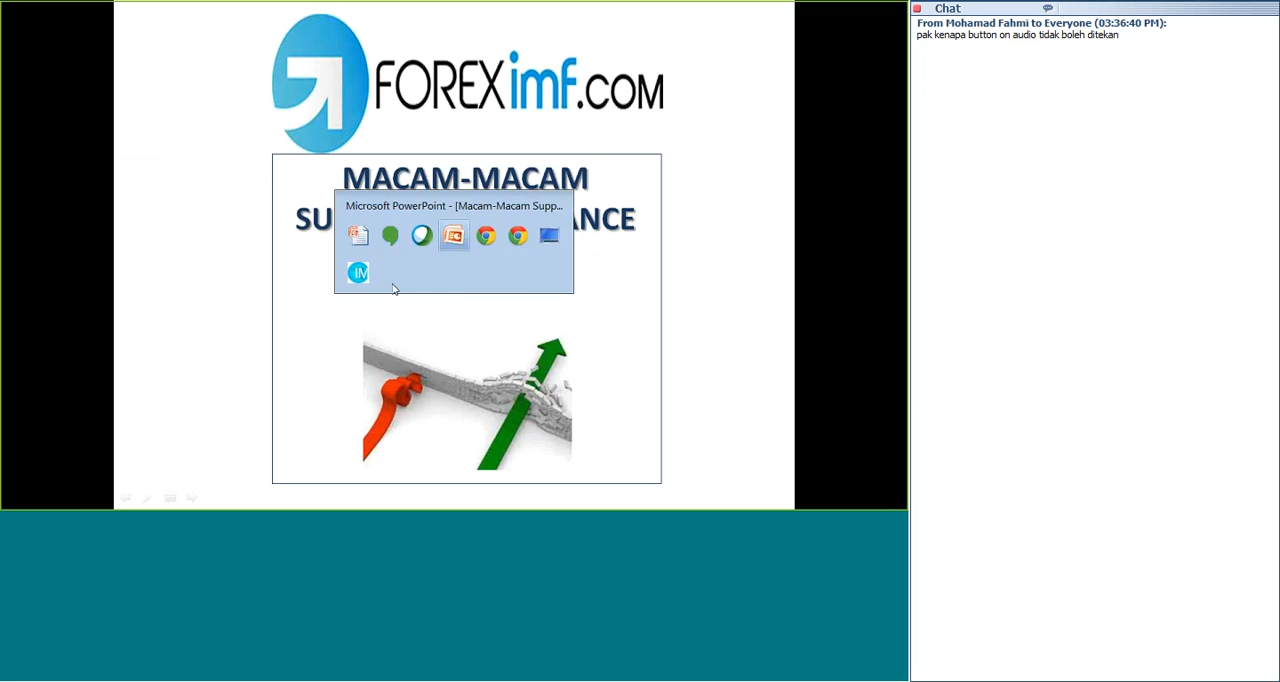 FOREXimf.COM
MACAM-MACAM
SU ANCE
Microsoft PowerPoint - [Macam-Macam Supp...
IM
Chat
From Mohamad Fahmi to Everyone (03:36:40 PM):
pak kenapa button on audio tidak boleh ditekan